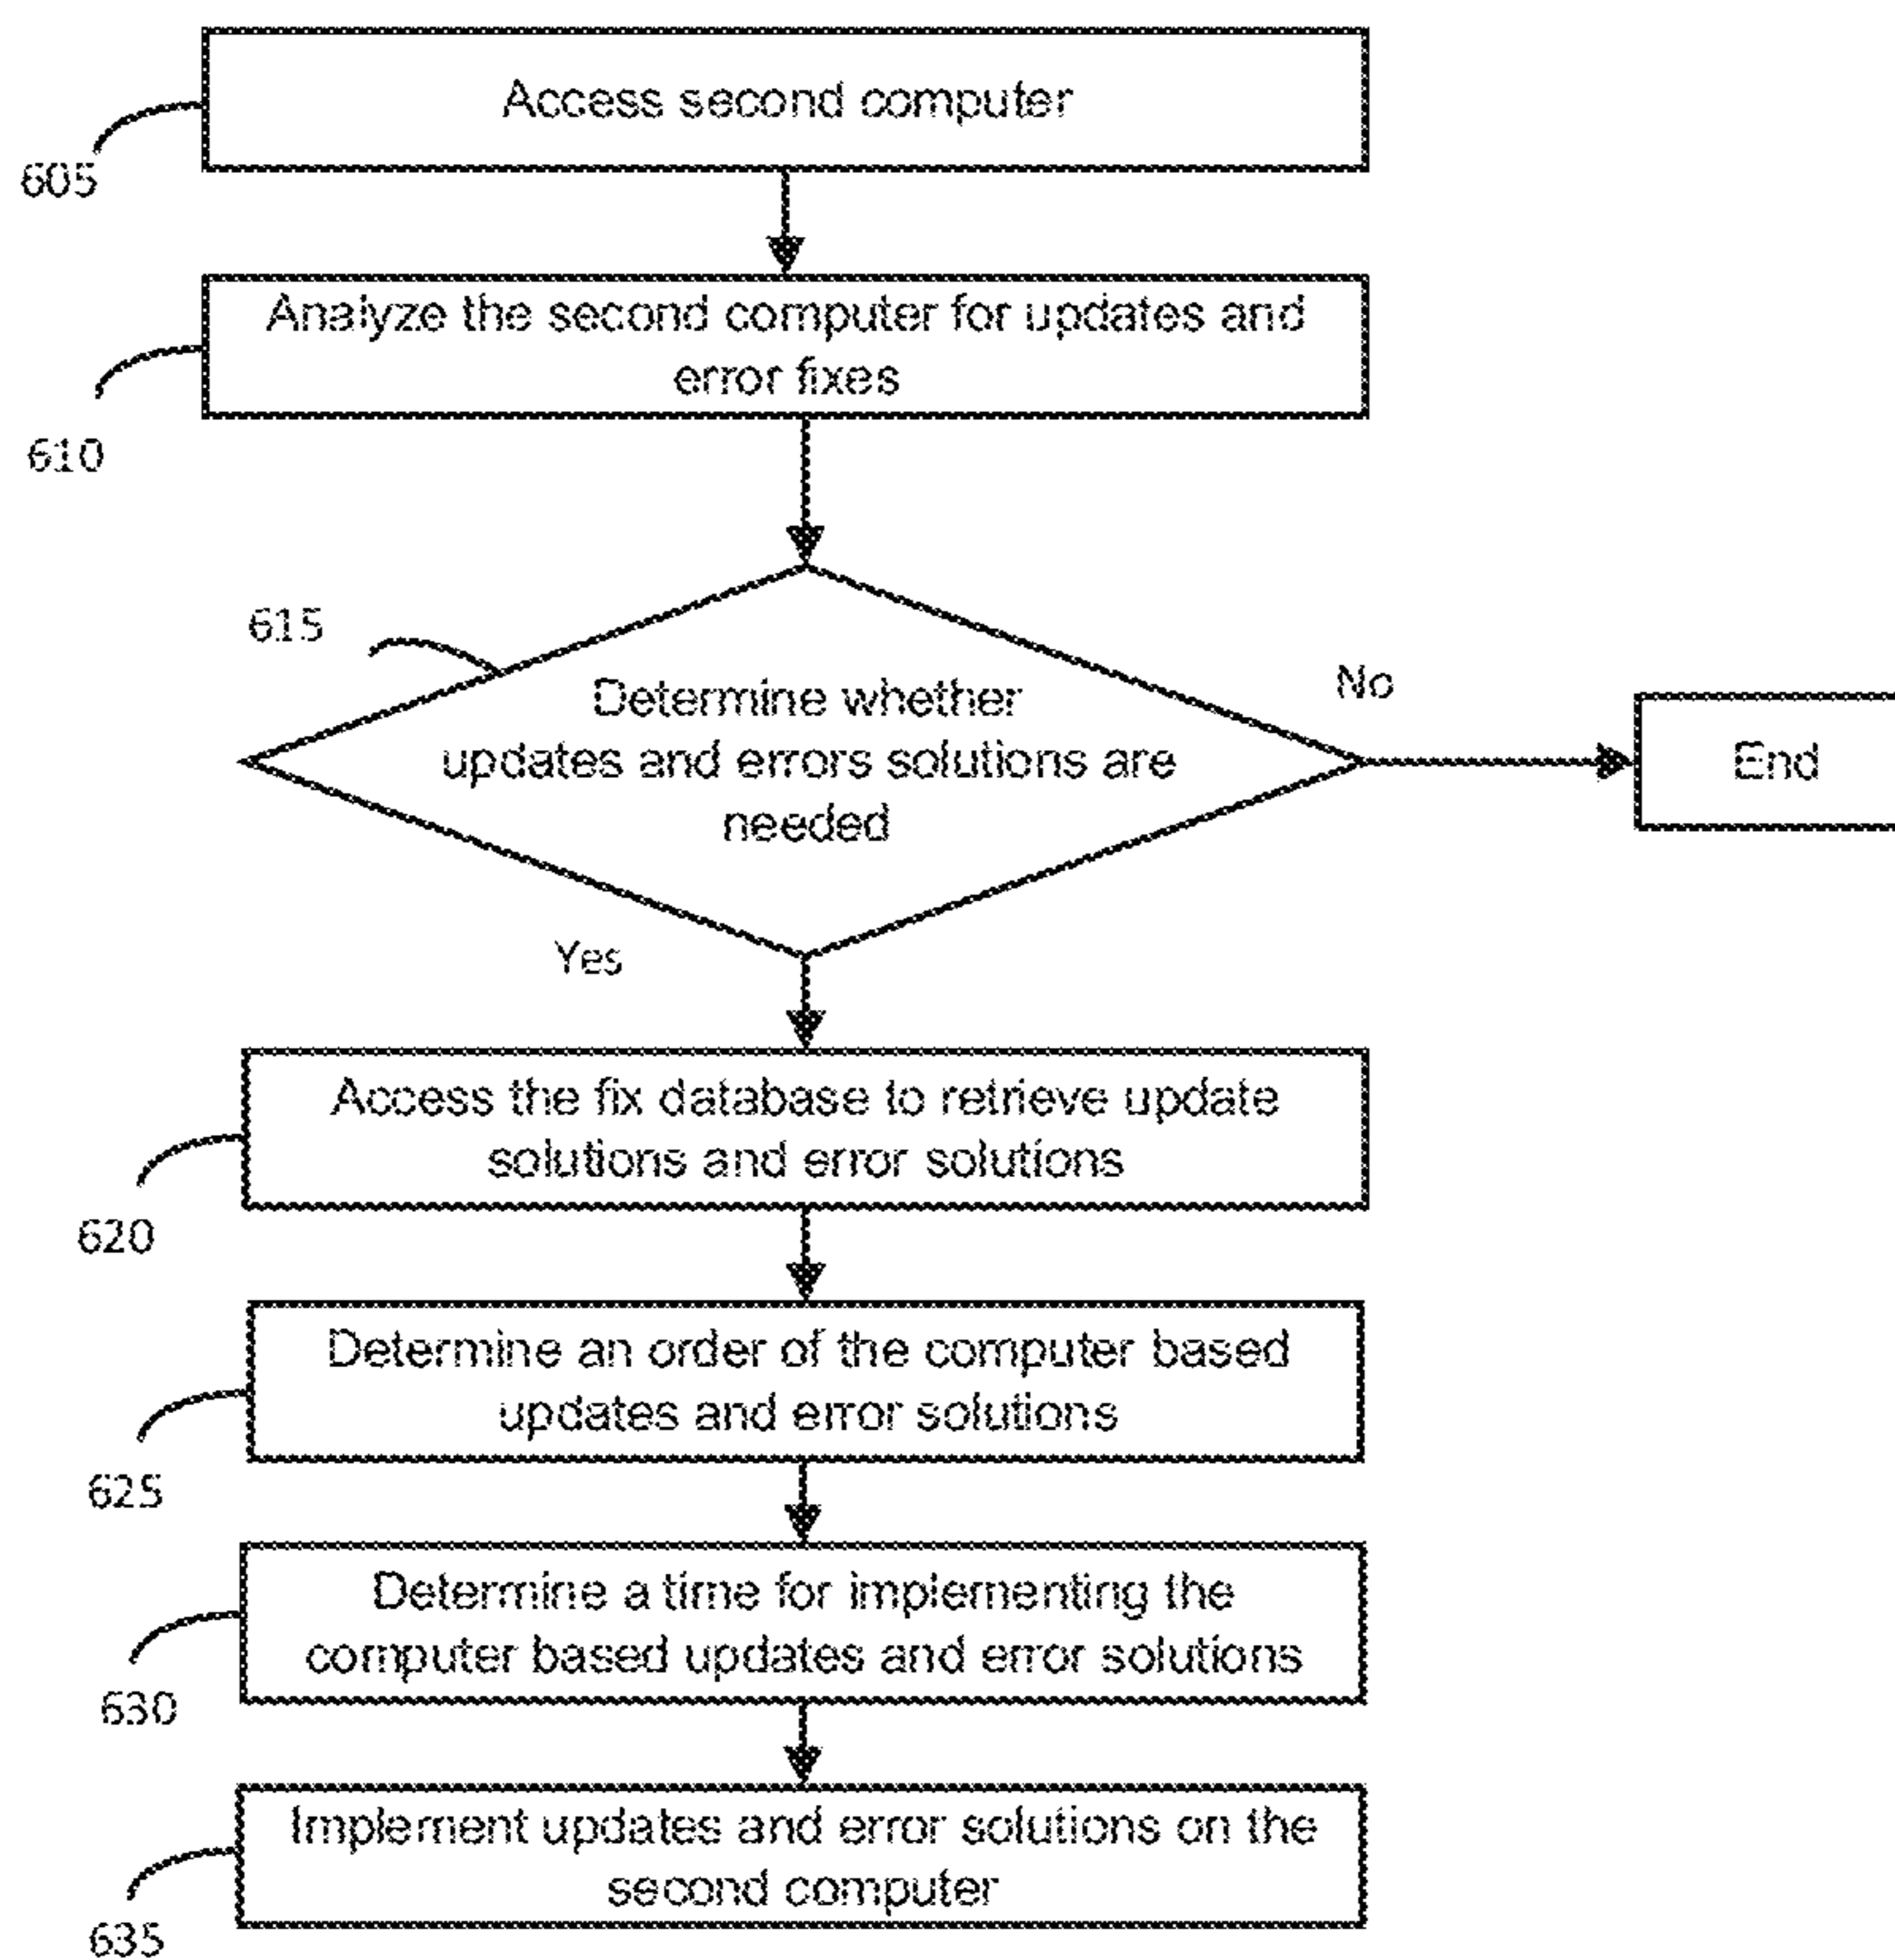 Access second computer
605
Analyze the second computer for updates and
error fixes
610
615
Determine whether
updates and errors solutions are
needed
No
End
Yes
Access the fix database to retrieve update
solutions and error solutions
620
Determine an order of the computer based
updates and error solutions
625
Determine a time for implementing the
computer based updates and error solutions
630
Implement updates and error solutions on the
second computer
635